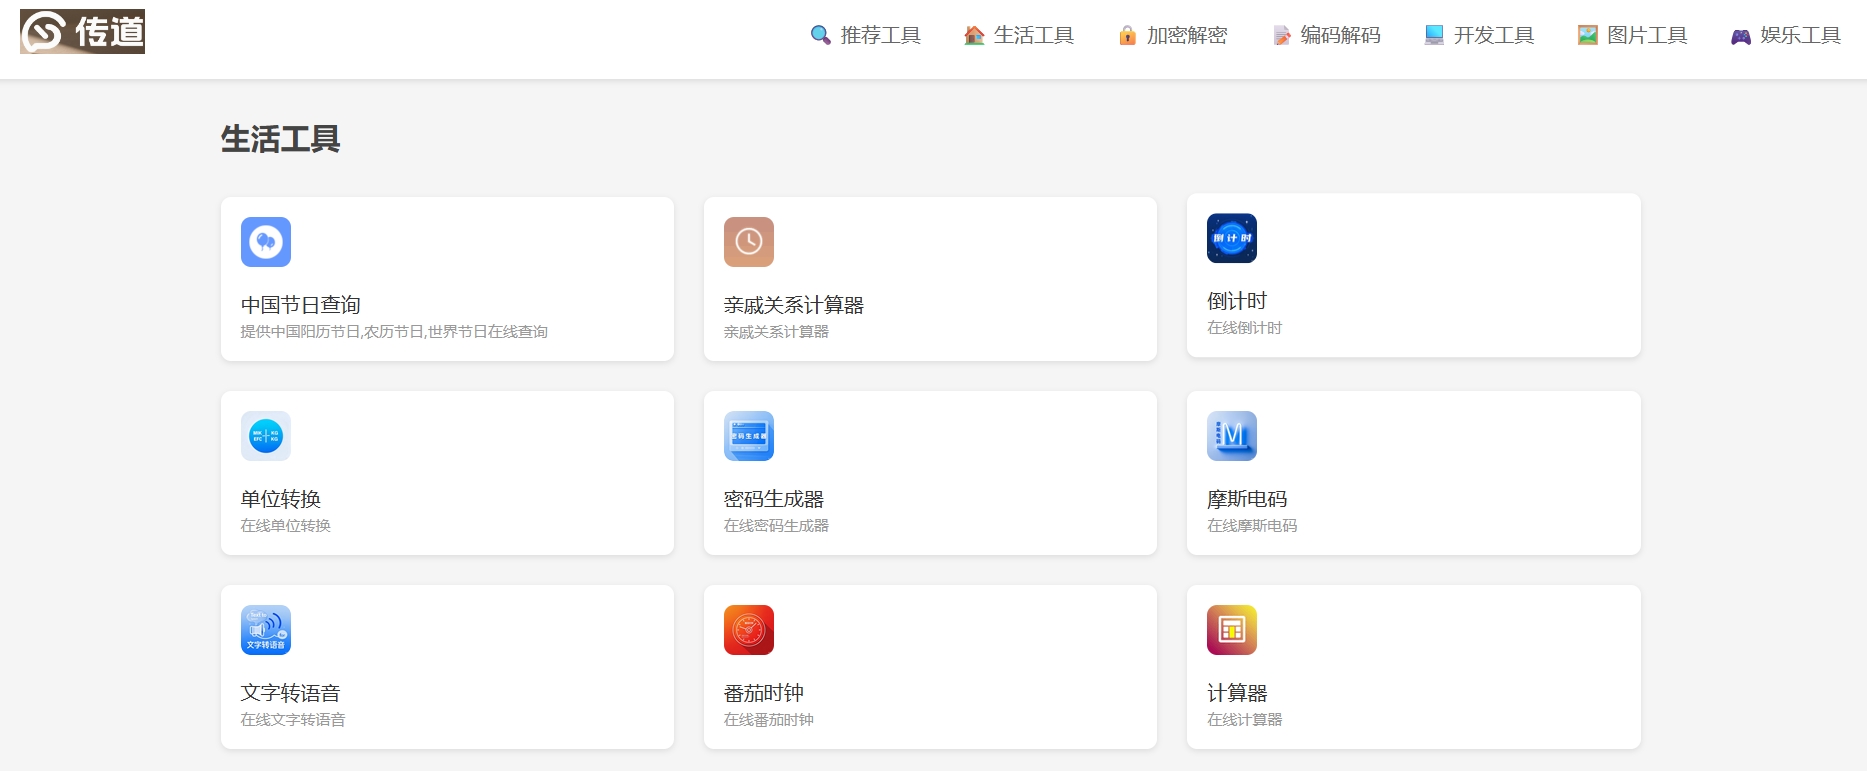 传道
推荐工具 生活工具 加密解密 编码解码 开发工具 图片工具 娱乐工具
生活工具
倒计时
中国节日查询
提供中国阳历节日,农历节日,世界节日在线查询
亲戚关系计算器
亲戚关系计算器
倒计时
在线倒计时
密码生成器
单位转换
在线单位转换
密码生成器
在线密码生成器
摩斯电码
在线摩斯电码
文字转语音
文字转语音
在线文字转语音
番茄时钟
在线番茄时钟
计算器
在线计算器